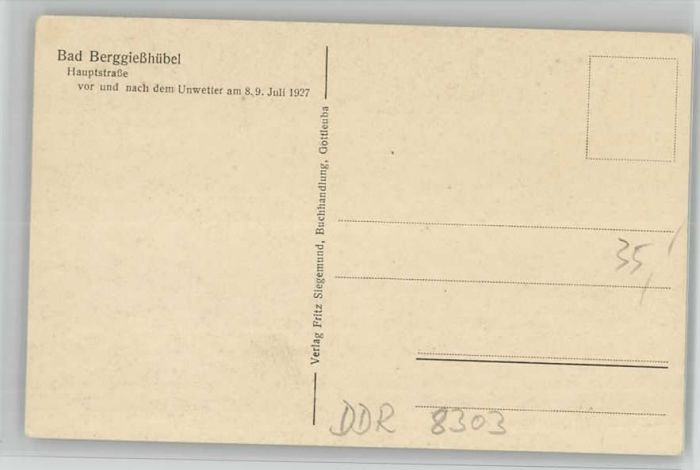 Bad Berggießhübel
Hauptstraße
vor und nach dem Unwetter am 8./9. Juli 1927
Verlag Fritz Siegemund, Buchhandlung, Gottleuba
35,
DDR 8303